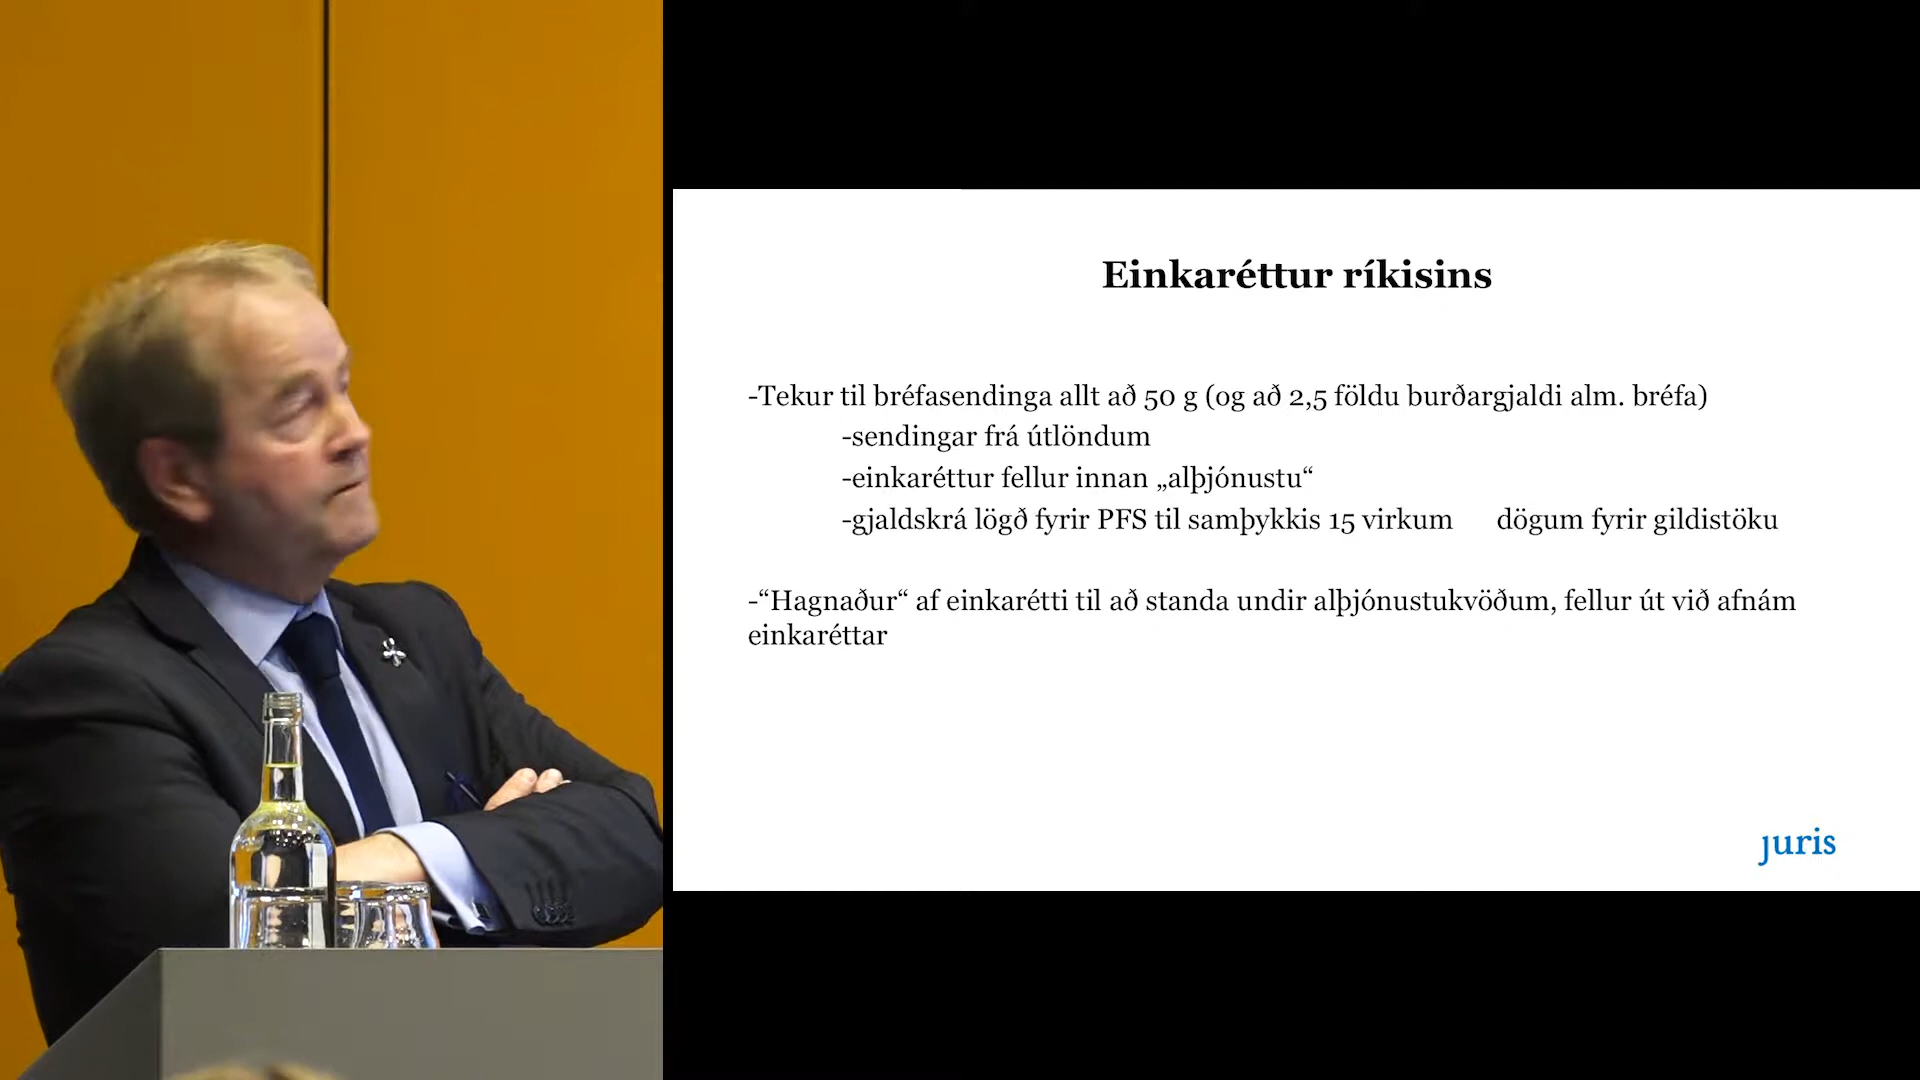 Einkaréttur ríkisins
-Tekur til bréfasendinga allt að 50 g (og að 2,5 földu burðargjaldi alm. bréfa)
-sendingar frá útlöndum
-einkaréttur fellur innan „alþjónustu“
-gjaldskrá lögð fyrir PFS til samþykkis 15 virkum dögum fyrir gildistöku
-“Hagnaður“ af einkarétti til að standa undir alþjónustukvöðum, fellur út við afnám
einkaréttar
juris